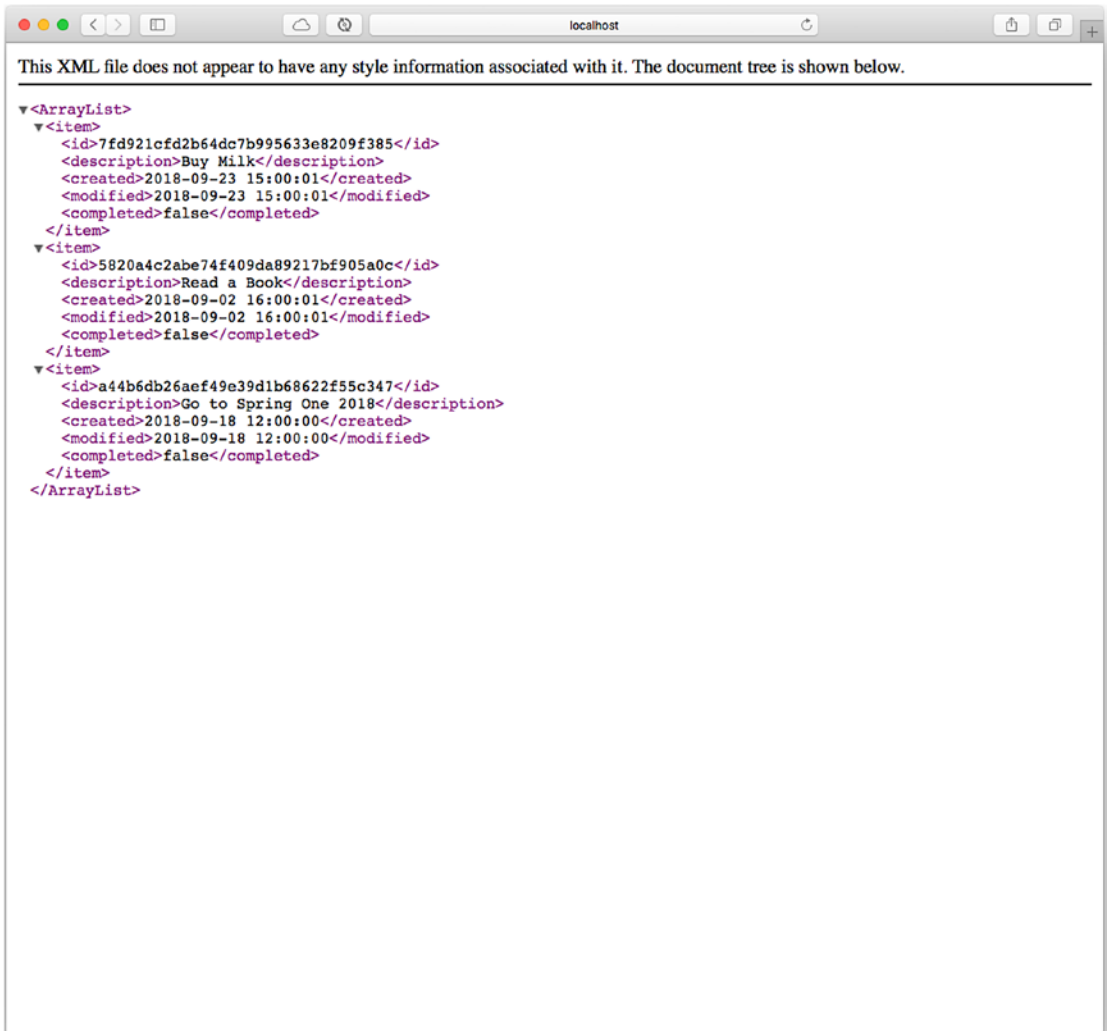 localhost
This XML file does not appear to have any style information associated with it. The document tree is shown below.
▼<ArrayList>
▼<item>
<id>7fd921cfd2b64dc7b995633e8209f385</id>
<description>Buy Milk</description>
<created>2018-09-23 15:00:01</created>
<modified>2018-09-23 15:00:01</modified>
<completed>false</completed>
</item>
▼<item>
<id>5820a4c2abe74f409da89217bf905a0c</id>
<description>Read a Book</description>
<created>2018-09-02 16:00:01</created>
<modified>2018-09-02 16:00:01</modified>
<completed>false</completed>
</item>
▼<item>
<id>a44b6db26aef49e39d1b68622f55c347</id>
<description>Go to Spring One 2018</description>
<created>2018-09-18 12:00:00</created>
<modified>2018-09-18 12:00:00</modified>
<completed>false</completed>
</item>
</ArrayList>